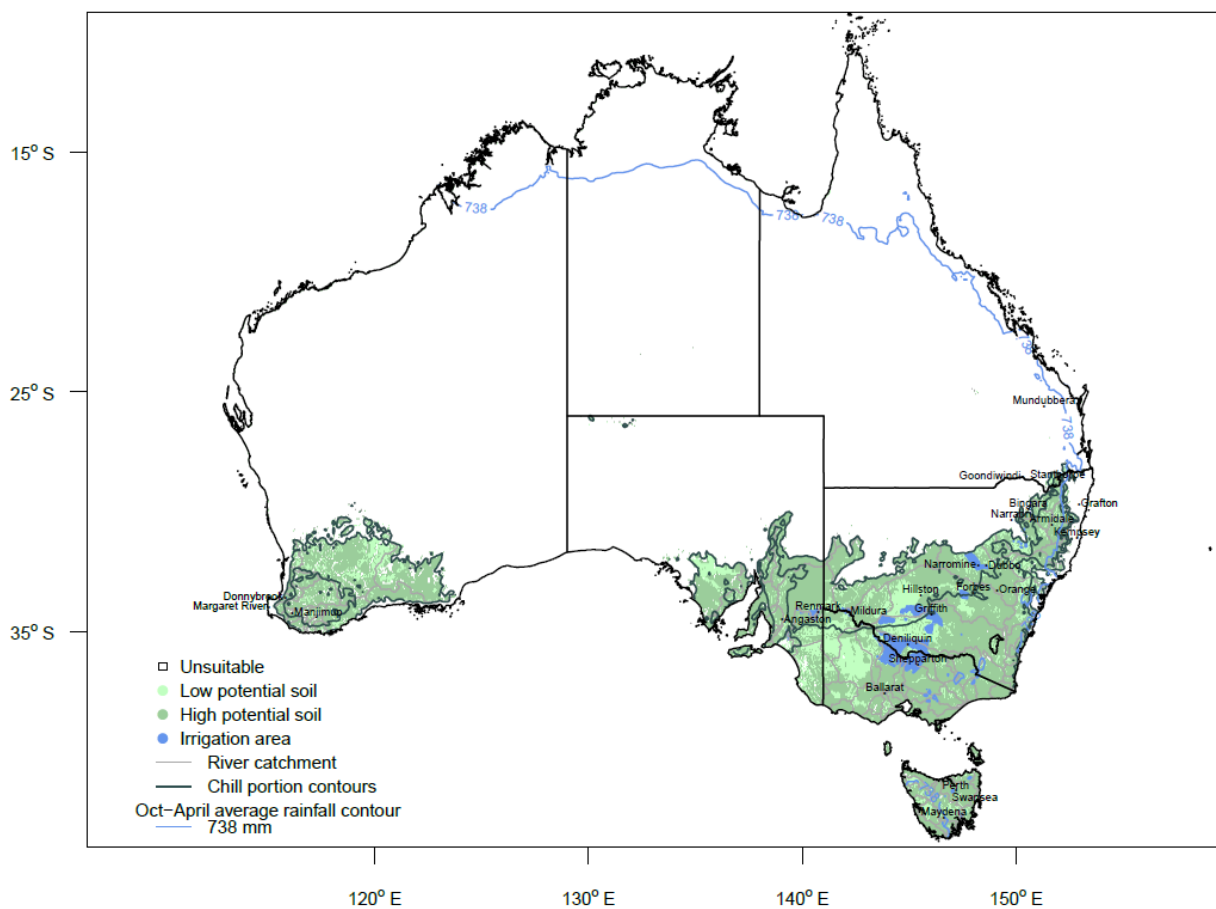 15° S
738
738
738
738
25° S
Mundubbera
738
Goondiwindi
Stanthorpe
Bingara
Grafton
Narrabri
Armidale
Kempsey
Narromine
Dubbo
Donnybrook
Margaret River
Manjimup
Hillston
Forbes
Orange
Renmark
Mildura
Griffith
Angaston
35° S
Deniliquin
Shepparton
Unsuitable
Low potential soil
Ballarat
High potential soil
Irrigation area
River catchment
Chill portion contours
Perth
738
Swansea
Oct−April average rainfall contour
Maydena
738 mm
120° E
130° E
140° E
150° E